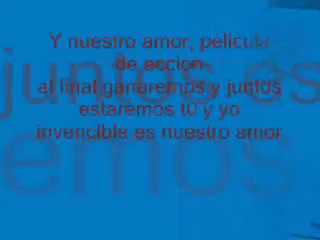 Y nuestro amor, pelicula
de accion
al final ganaremos y juntos
estaremos tú y yo
invencible es nuestro amor
juntos es
emos